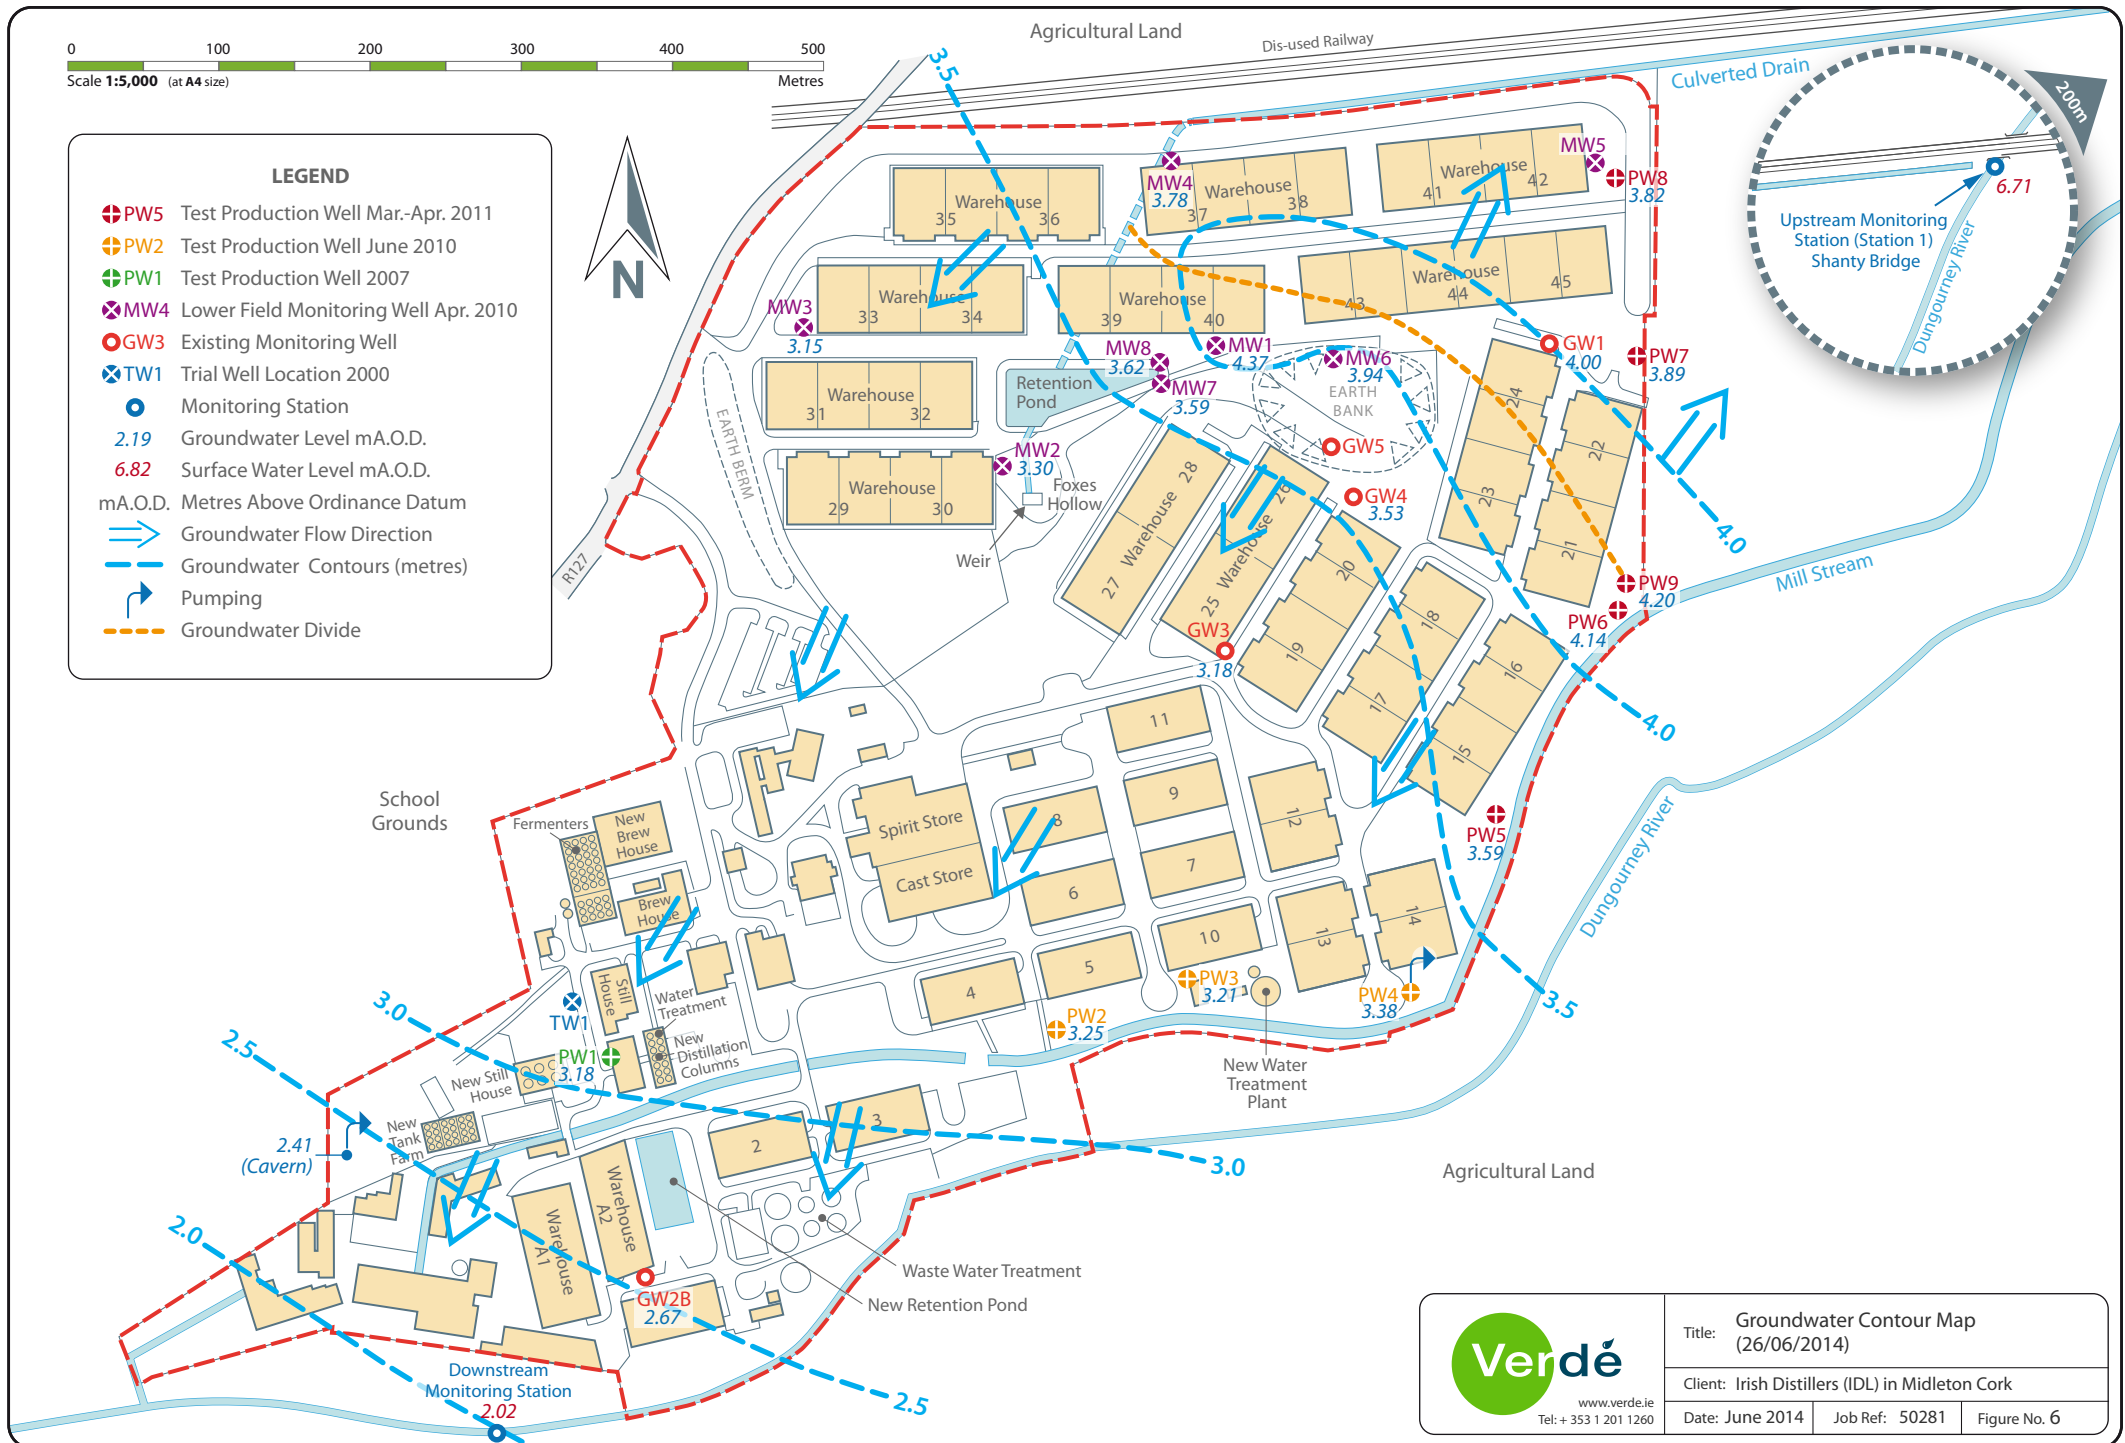 0 100 200 300 400 500
Scale 1:5,000 (at A4 size)
Metres
LEGEND
PW5 Test Production Well Mar.-Apr. 2011
PW2 Test Production Well June 2010
PW1 Test Production Well 2007
MW4 Lower Field Monitoring Well Apr. 2010
GW3 Existing Monitoring Well
TW1 Trial Well Location 2000
Monitoring Station
2.19 Groundwater Level mA.O.D.
6.82 Surface Water Level mA.O.D.
mA.O.D. Metres Above Ordinance Datum
Groundwater Flow Direction
Groundwater Contours (metres)
Pumping
Groundwater Divide
N
Agricultural Land
Dis-used Railway
Culverted Drain
3.5
200m
6.71
Upstream Monitoring
Station (Station 1)
Shanty Bridge
Dungourney River
Warehouse
35 36
MW4
3.78
Warehouse
37 38
Warehouse
41 42
MW5
PW8
3.82
Warehouse
33 34
MW3
3.15
Warehouse
39 40
Warehouse
43 44 45
MW8
3.62
MW1
4.37
MW6
3.94
GW1
4.00
PW7
3.89
MW7
3.59
Retention
Pond
EARTH
BANK
GW5
Warehouse
31 32
EARTH BERM
MW2
3.30
Foxes
Hollow
Warehouse
29 30
Weir
R127
GW4
3.53
27 Warehouse 28
25 Warehouse 26
24
23
22
21
4.0
Mill Stream
PW9
4.20
PW6
4.14
20
19
18
17
16
15
GW3
3.18
4.0
11
9
8
7
6
12
13
14
10
5
4
PW5
3.59
Dungourney River
Spirit Store
Cast Store
School
Grounds
Fermenters
New
Brew
House
Brew
House
Still
House
Water
Treatment
New
Distillation
Columns
TW1
PW1
3.18
PW3
3.21
PW2
3.25
PW4
3.38
3.5
New Water
Treatment
Plant
3.0
2.5
New Still
House
New
Tank
Farm
2.41
(Cavern)
2
3
3.0
Agricultural Land
Warehouse
A2
Warehouse
A1
2.0
Waste Water Treatment
New Retention Pond
GW2B
2.67
2.5
Downstream
Monitoring Station
2.02
Verdé
www.verde.ie
Tel: + 353 1 201 1260
Title: Groundwater Contour Map
(26/06/2014)
Client: Irish Distillers (IDL) in Midleton Cork
Date: June 2014 Job Ref: 50281 Figure No. 6